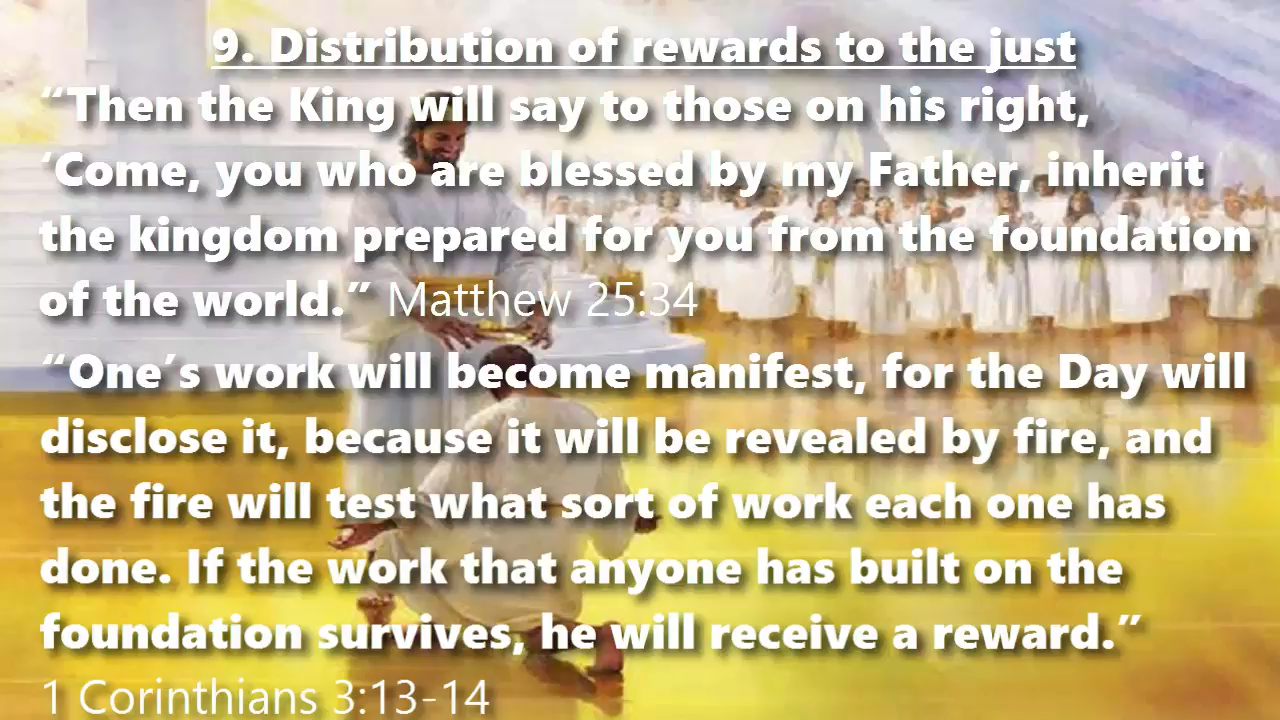 9. Distribution of rewards to the just
“Then the King will say to those on his right,
‘Come, you who are blessed by my Father, inherit
the kingdom prepared for you from the foundation
of the world.” Matthew 25:34
“One’s work will become manifest, for the Day will
disclose it, because it will be revealed by fire, and
the fire will test what sort of work each one has
done. If the work that anyone has built on the
foundation survives, he will receive a reward.”
1 Corinthians 3:13-14